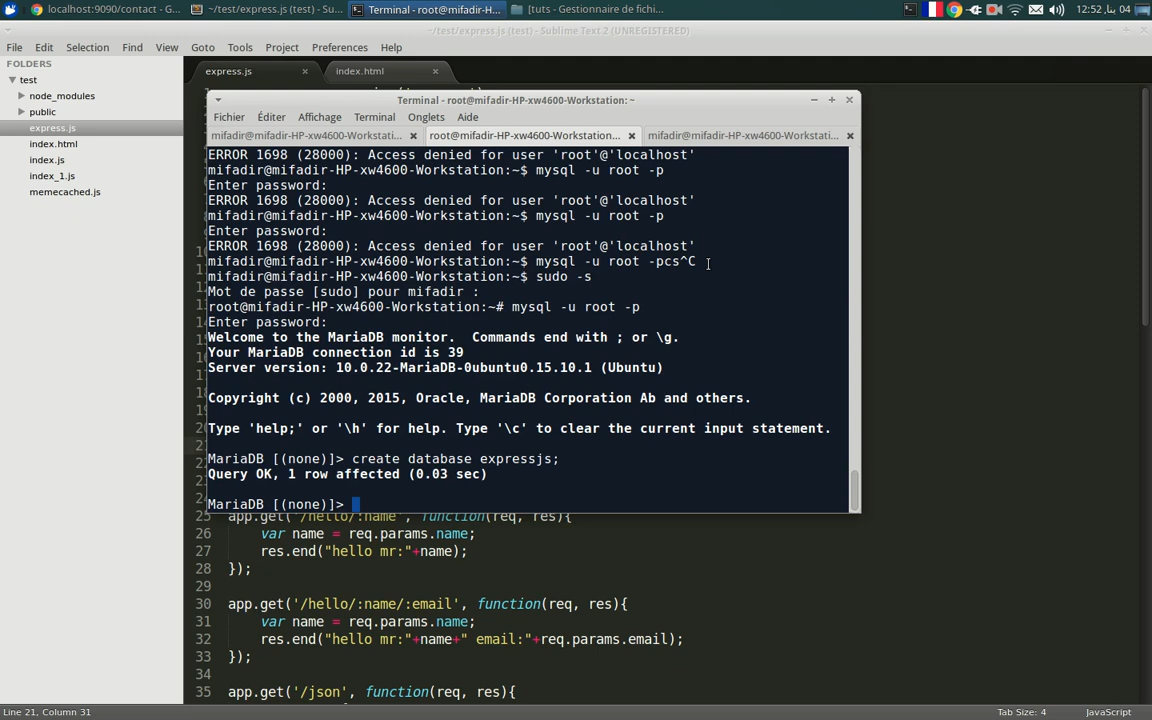 localhost:9090/contact - G...
~/test/express.js (test) - Su...
Terminal - root@mifadir-HP-x...
[tuts - Gestionnaire de fichi...
12:52
~/test/express.js (test) - Sublime Text 2 (UNREGISTERED)
File Edit Selection Find View Goto Tools Project Preferences Help
FOLDERS
test
node_modules
public
express.js
index.html
index.js
index_1.js
memecached.js
express.js
index.html
Terminal - root@mifadir-HP-xw4600-Workstation: ~
Fichier Éditer Affichage Terminal Onglets Aide
mifadir@mifadir-HP-xw4600-Workstati...
root@mifadir-HP-xw4600-Workstation:...
mifadir@mifadir-HP-xw4600-Workstati...
ERROR 1698 (28000): Access denied for user 'root'@'localhost'
mifadir@mifadir-HP-xw4600-Workstation:~$ mysql -u root -p
Enter password:
ERROR 1698 (28000): Access denied for user 'root'@'localhost'
mifadir@mifadir-HP-xw4600-Workstation:~$ mysql -u root -p
Enter password:
ERROR 1698 (28000): Access denied for user 'root'@'localhost'
mifadir@mifadir-HP-xw4600-Workstation:~$ mysql -u root -pcs^C
mifadir@mifadir-HP-xw4600-Workstation:~$ sudo -s
Mot de passe [sudo] pour mifadir :
root@mifadir-HP-xw4600-Workstation:~# mysql -u root -p
Enter password:
Welcome to the MariaDB monitor.  Commands end with ; or \g.
Your MariaDB connection id is 39
Server version: 10.0.22-MariaDB-0ubuntu0.15.10.1 (Ubuntu)
Copyright (c) 2000, 2015, Oracle, MariaDB Corporation Ab and others.
Type 'help;' or '\h' for help. Type '\c' to clear the current input statement.
MariaDB [(none)]> create database expressjs;
Query OK, 1 row affected (0.03 sec)
MariaDB [(none)]>
25 app.get('/hello/:name', function(req, res){
26 var name = req.params.name;
27 res.end("hello mr:"+name);
28 });
29
30 app.get('/hello/:name/:email', function(req, res){
31 var name = req.params.name;
32 res.end("hello mr:"+name+" email:"+req.params.email);
33 });
34
35 app.get('/json', function(req, res){
Line 21, Column 31
Tab Size: 4
JavaScript